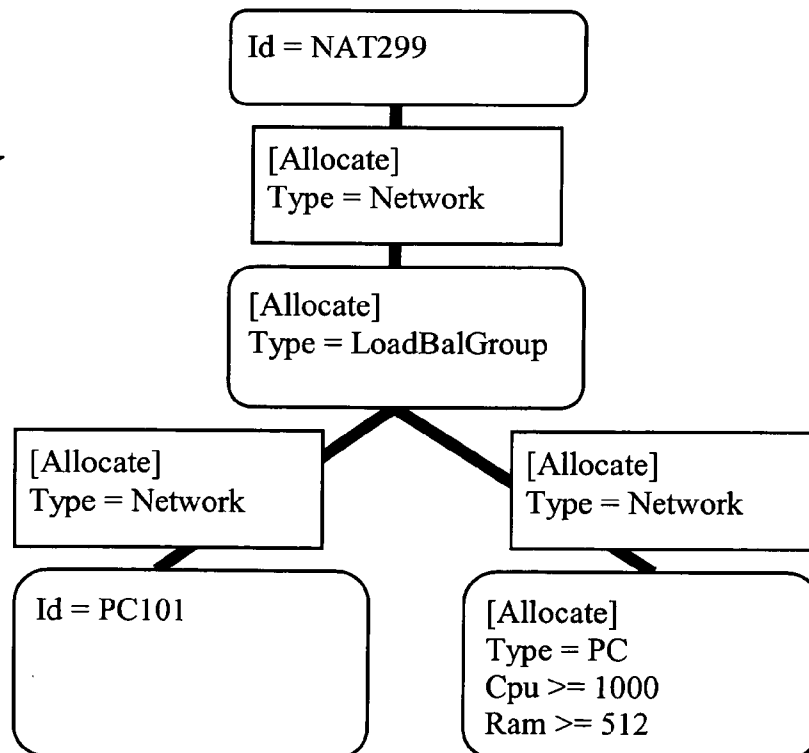 Id = NAT299
[Allocate]
Type = Network
[Allocate]
Type = LoadBalGroup
[Allocate]
Type = Network
[Allocate]
Type = Network
Id = PC101
[Allocate]
Type = PC
Cpu >= 1000
Ram >= 512